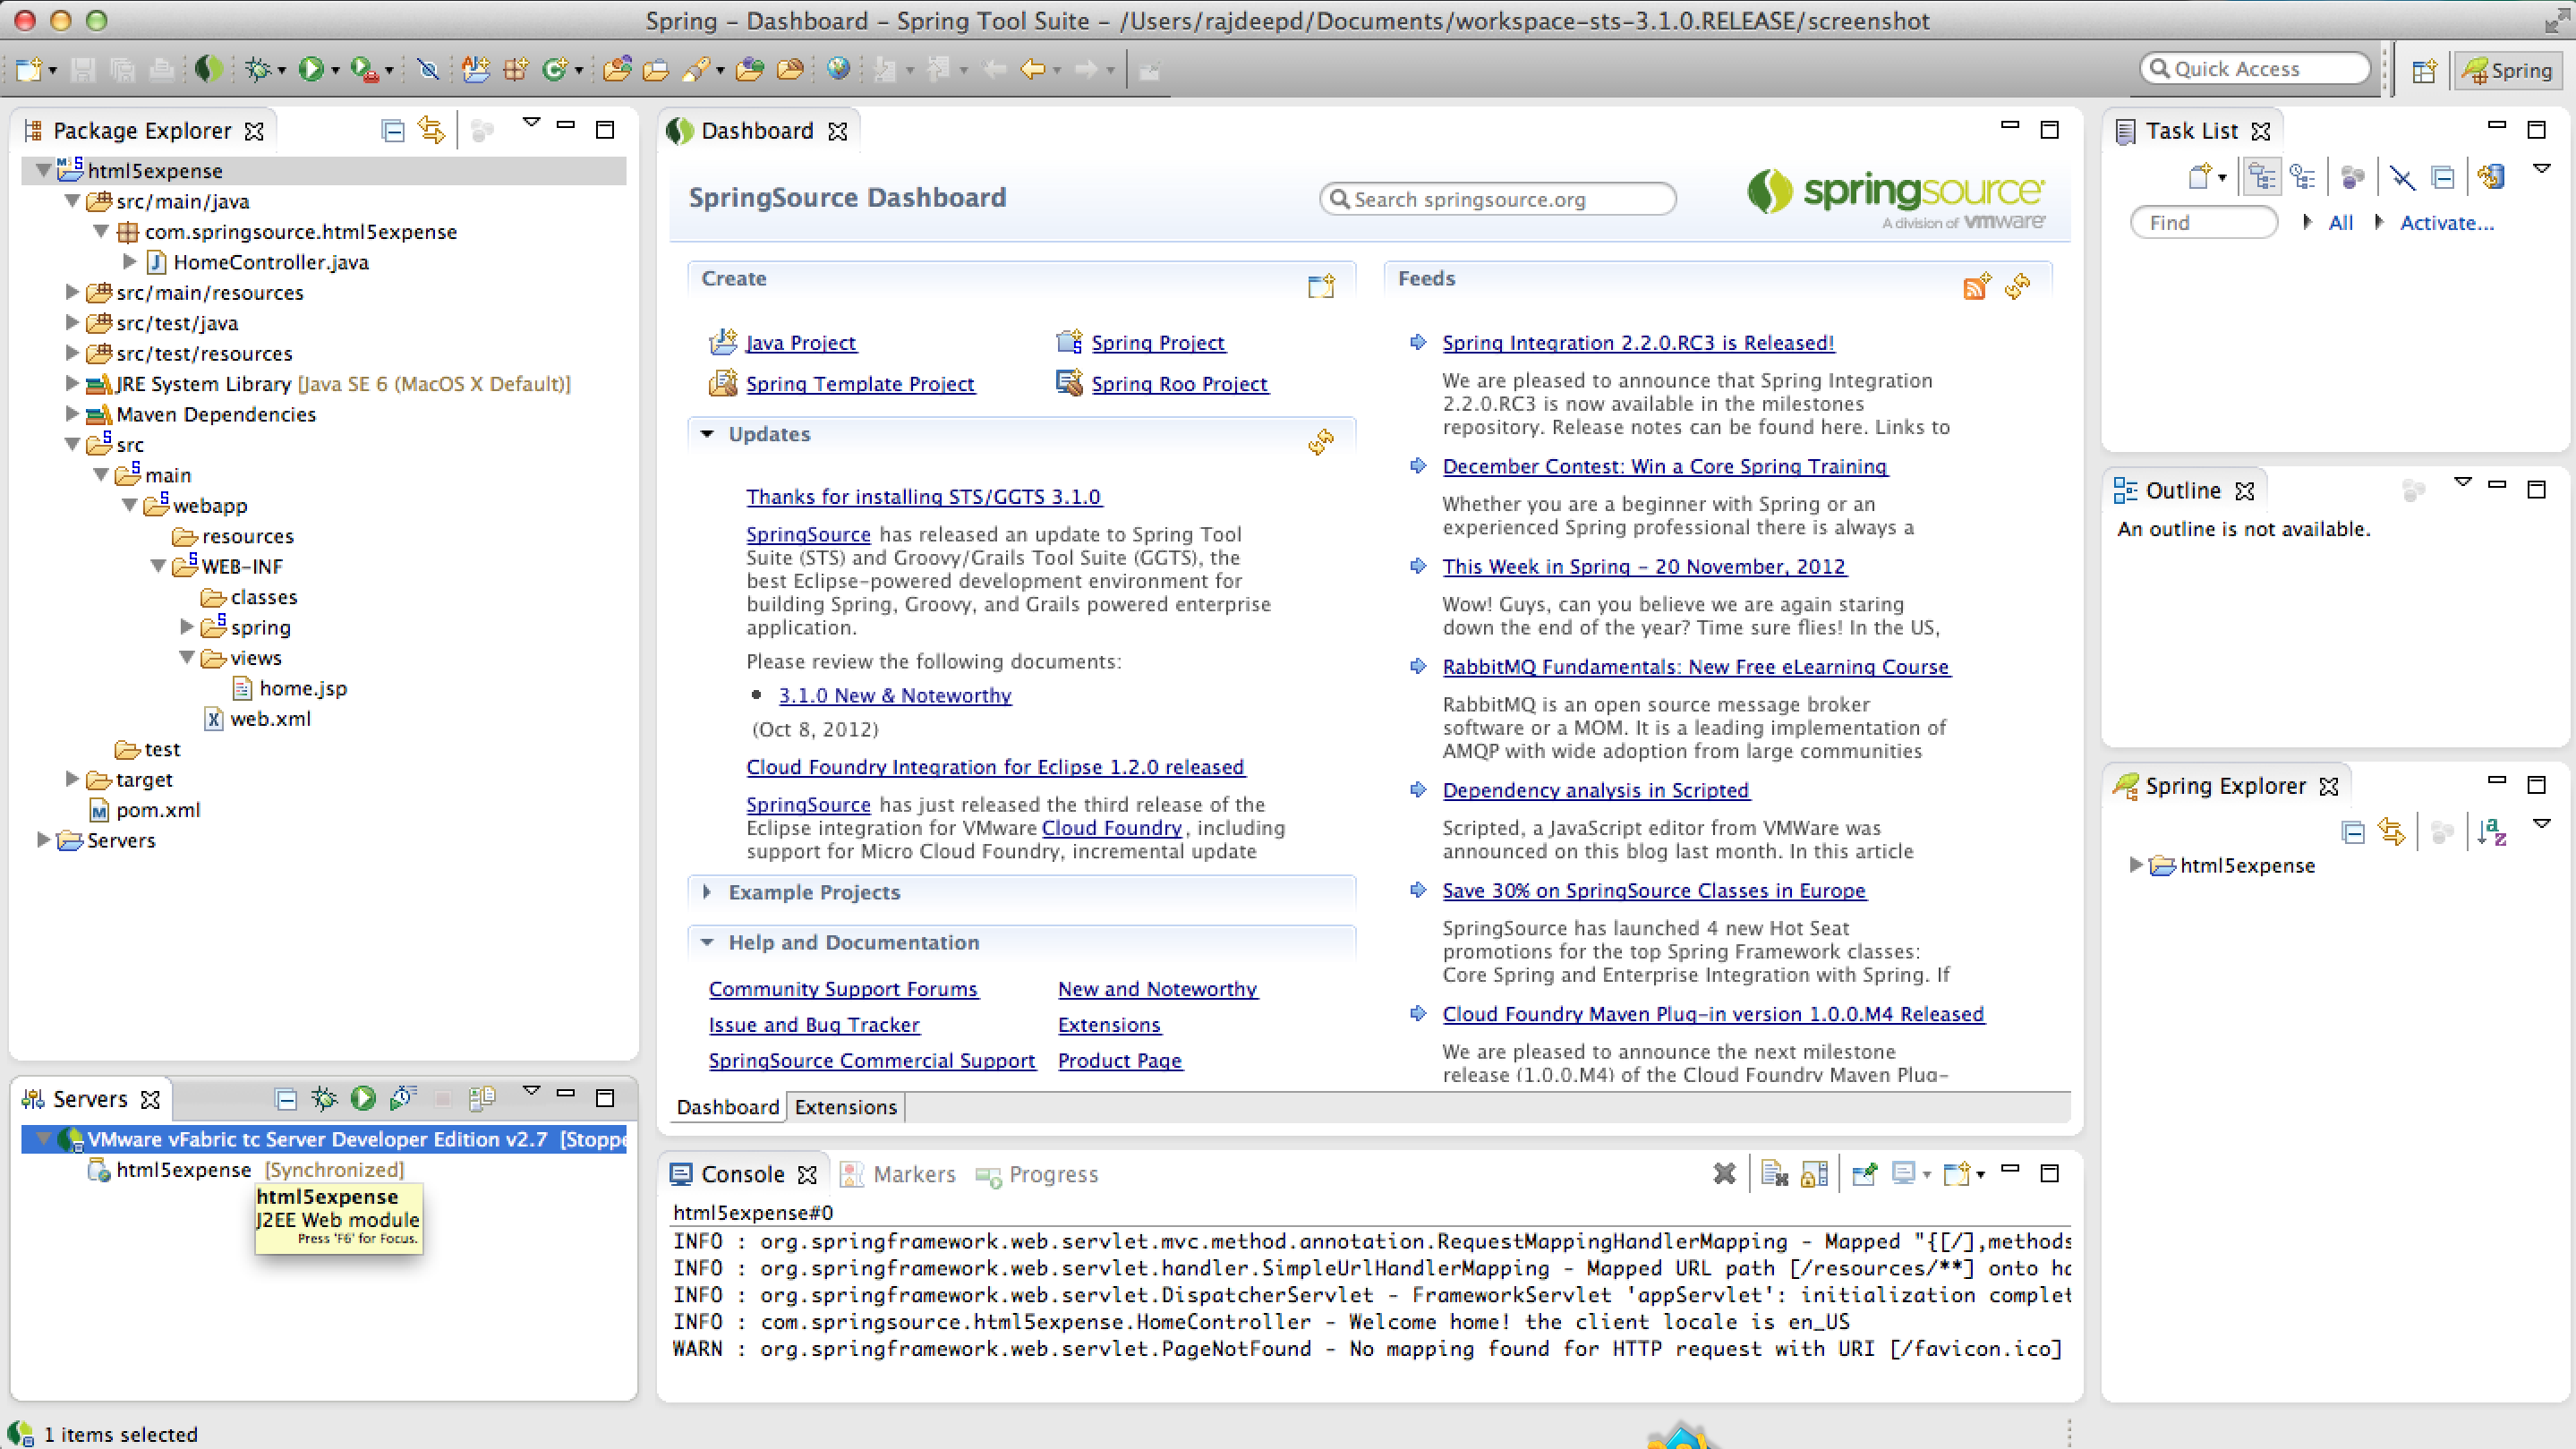 Spring – Dashboard – Spring Tool Suite – /Users/rajdeepd/Documents/workspace-sts-3.1.0.RELEASE/screenshot
Quick Access
Spring
Package Explorer
html5expense
src/main/java
com.springsource.html5expense
HomeController.java
src/main/resources
src/test/java
src/test/resources
JRE System Library [Java SE 6 (MacOS X Default)]
Maven Dependencies
src
main
webapp
resources
WEB-INF
classes
spring
views
home.jsp
web.xml
test
target
pom.xml
Servers
Servers
VMware vFabric tc Server Developer Edition v2.7 [Stoppe
html5expense [Synchronized]
html5expense
J2EE Web module
Press 'F6' for Focus.
1 items selected
Dashboard
SpringSource Dashboard
Search springsource.org
springsource
A division of vmware
Create
Java Project
Spring Project
Spring Template Project
Spring Roo Project
Updates
Thanks for installing STS/GGTS 3.1.0
SpringSource has released an update to Spring Tool
Suite (STS) and Groovy/Grails Tool Suite (GGTS), the
best Eclipse-powered development environment for
building Spring, Groovy, and Grails powered enterprise
application.
Please review the following documents:
• 3.1.0 New & Noteworthy
(Oct 8, 2012)
Cloud Foundry Integration for Eclipse 1.2.0 released
SpringSource has just released the third release of the
Eclipse integration for VMware Cloud Foundry, including
support for Micro Cloud Foundry, incremental update
Example Projects
Help and Documentation
Community Support Forums
New and Noteworthy
Issue and Bug Tracker
Extensions
SpringSource Commercial Support
Product Page
Feeds
Spring Integration 2.2.0.RC3 is Released!
We are pleased to announce that Spring Integration
2.2.0.RC3 is now available in the milestones
repository. Release notes can be found here. Links to
December Contest: Win a Core Spring Training
Whether you are a beginner with Spring or an
experienced Spring professional there is always a
This Week in Spring – 20 November, 2012
Wow! Guys, can you believe we are again staring
down the end of the year? Time sure flies! In the US,
RabbitMQ Fundamentals: New Free eLearning Course
RabbitMQ is an open source message broker
software or a MOM. It is a leading implementation of
AMQP with wide adoption from large communities
Dependency analysis in Scripted
Scripted, a JavaScript editor from VMWare was
announced on this blog last month. In this article
Save 30% on SpringSource Classes in Europe
SpringSource has launched 4 new Hot Seat
promotions for the top Spring Framework classes:
Core Spring and Enterprise Integration with Spring. If
Cloud Foundry Maven Plug-in version 1.0.0.M4 Released
We are pleased to announce the next milestone
release (1.0.0.M4) of the Cloud Foundry Maven Plug-
Dashboard
Extensions
Console
Markers
Progress
html5expense#0
INFO : org.springframework.web.servlet.mvc.method.annotation.RequestMappingHandlerMapping - Mapped "{[/],methods
INFO : org.springframework.web.servlet.handler.SimpleUrlHandlerMapping - Mapped URL path [/resources/**] onto ha
INFO : org.springframework.web.servlet.DispatcherServlet - FrameworkServlet 'appServlet': initialization complet
INFO : com.springsource.html5expense.HomeController - Welcome home! the client locale is en_US
WARN : org.springframework.web.servlet.PageNotFound - No mapping found for HTTP request with URI [/favicon.ico]
Task List
Find
All
Activate...
Outline
An outline is not available.
Spring Explorer
html5expense